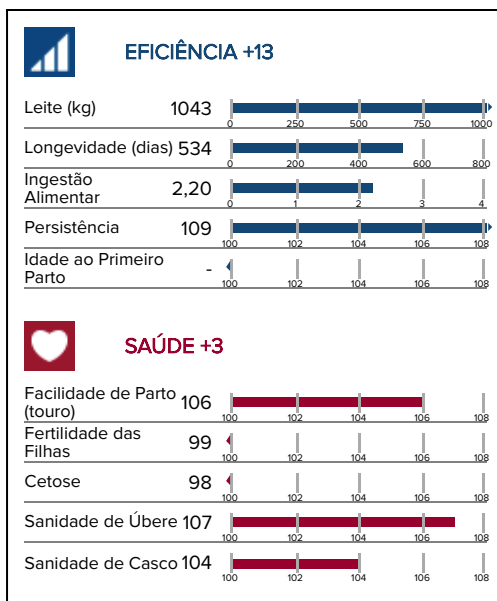 EFICIÊNCIA +13
Leite (kg) 1043
0 250 500 750 1000
Longevidade (dias) 534
0 200 400 600 800
Ingestão
Alimentar 2,20
0 1 2 3 4
Persistência 109
100 102 104 106 108
Idade ao Primeiro
Parto -
100 102 104 106 108
SAÚDE +3
Facilidade de Parto
(touro) 106
100 102 104 106 108
Fertilidade das
Filhas 99
100 102 104 106 108
Cetose 98
100 102 104 106 108
Sanidade de Úbere 107
100 102 104 106 108
Sanidade de Casco 104
100 102 104 106 108